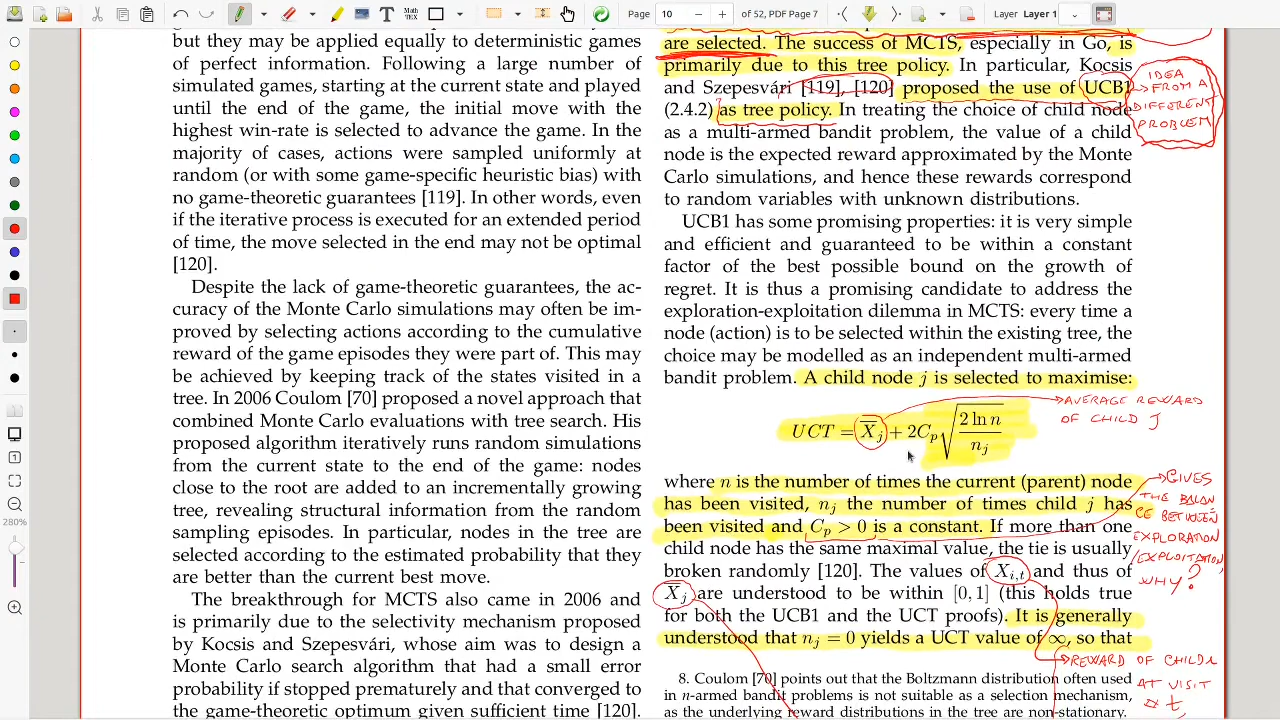 Page 10 of 52, PDF Page 7 Layer Layer 1
Math
TEX
280%
but they may be applied equally to deterministic games
of perfect information. Following a large number of
simulated games, starting at the current state and played
until the end of the game, the initial move with the
highest win-rate is selected to advance the game. In the
majority of cases, actions were sampled uniformly at
random (or with some game-specific heuristic bias) with
no game-theoretic guarantees [119]. In other words, even
if the iterative process is executed for an extended period
of time, the move selected in the end may not be optimal
[120].
Despite the lack of game-theoretic guarantees, the ac-
curacy of the Monte Carlo simulations may often be im-
proved by selecting actions according to the cumulative
reward of the game episodes they were part of. This may
be achieved by keeping track of the states visited in a
tree. In 2006 Coulom [70] proposed a novel approach that
combined Monte Carlo evaluations with tree search. His
proposed algorithm iteratively runs random simulations
from the current state to the end of the game: nodes
close to the root are added to an incrementally growing
tree, revealing structural information from the random
sampling episodes. In particular, nodes in the tree are
selected according to the estimated probability that they
are better than the current best move.
The breakthrough for MCTS also came in 2006 and
is primarily due to the selectivity mechanism proposed
by Kocsis and Szepesvári, whose aim was to design a
Monte Carlo search algorithm that had a small error
probability if stopped prematurely and that converged to
the game-theoretic optimum given sufficient time [120].
are selected. The success of MCTS, especially in Go, is
primarily due to this tree policy. In particular, Kocsis
and Szepesvári [119], [120] proposed the use of UCB1
(2.4.2) as tree policy. In treating the choice of child node
as a multi-armed bandit problem, the value of a child
node is the expected reward approximated by the Monte
Carlo simulations, and hence these rewards correspond
to random variables with unknown distributions.
UCB1 has some promising properties: it is very simple
and efficient and guaranteed to be within a constant
factor of the best possible bound on the growth of
regret. It is thus a promising candidate to address the
exploration-exploitation dilemma in MCTS: every time a
node (action) is to be selected within the existing tree, the
choice may be modelled as an independent multi-armed
bandit problem. A child node j is selected to maximise:
UCT = X̄j + 2Cp √(2 ln n / nj)
where n is the number of times the current (parent) node
has been visited, nj the number of times child j has
been visited and Cp > 0 is a constant. If more than one
child node has the same maximal value, the tie is usually
broken randomly [120]. The values of Xi,t and thus of
X̄j are understood to be within [0, 1] (this holds true
for both the UCB1 and the UCT proofs). It is generally
understood that nj = 0 yields a UCT value of ∞, so that
8. Coulom [70] points out that the Boltzmann distribution often used
in n-armed bandit problems is not suitable as a selection mechanism,
as the underlying reward distributions in the tree are non-stationary.
IDEA
FROM A
DIFFERENT
PROBLEM
AVERAGE REWARD
OF CHILD J
GIVES
THE BALAN
CE BETWEEN
EXPLORATION
/EXPLOITATION,
WHY?
REWARD OF CHILD i
AT VISIT
t,